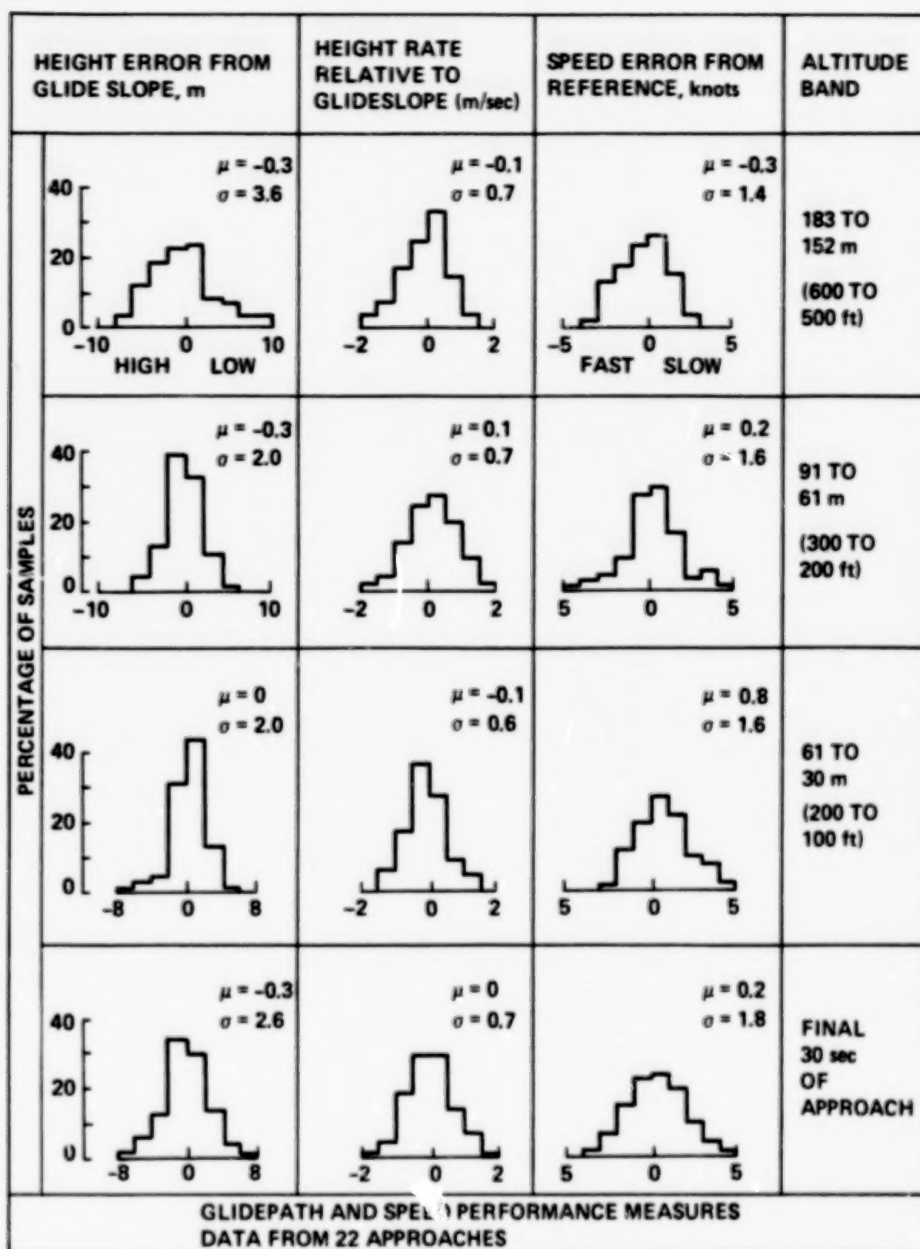 HEIGHT ERROR FROM
GLIDE SLOPE, m
HEIGHT RATE
RELATIVE TO
GLIDESLOPE (m/sec)
SPEED ERROR FROM
REFERENCE, knots
ALTITUDE
BAND
PERCENTAGE OF SAMPLES
40
20
0
μ = -0.3
σ = 3.6
-10 0 10
HIGH LOW
μ = -0.1
σ = 0.7
-2 0 2
μ = -0.3
σ = 1.4
-5 0 5
FAST SLOW
183 TO
152 m
(600 TO
500 ft)
40
20
0
μ = -0.3
σ = 2.0
-10 0 10
μ = 0.1
σ = 0.7
-2 0 2
μ = 0.2
σ = 1.6
5 0 5
91 TO
61 m
(300 TO
200 ft)
40
20
0
μ = 0
σ = 2.0
-8 0 8
μ = -0.1
σ = 0.6
-2 0 2
μ = 0.8
σ = 1.6
5 0 5
61 TO
30 m
(200 TO
100 ft)
40
20
0
μ = -0.3
σ = 2.6
-8 0 8
μ = 0
σ = 0.7
-2 0 2
μ = 0.2
σ = 1.8
5 0 5
FINAL
30 sec
OF
APPROACH
GLIDEPATH AND SPEED PERFORMANCE MEASURES
DATA FROM 22 APPROACHES